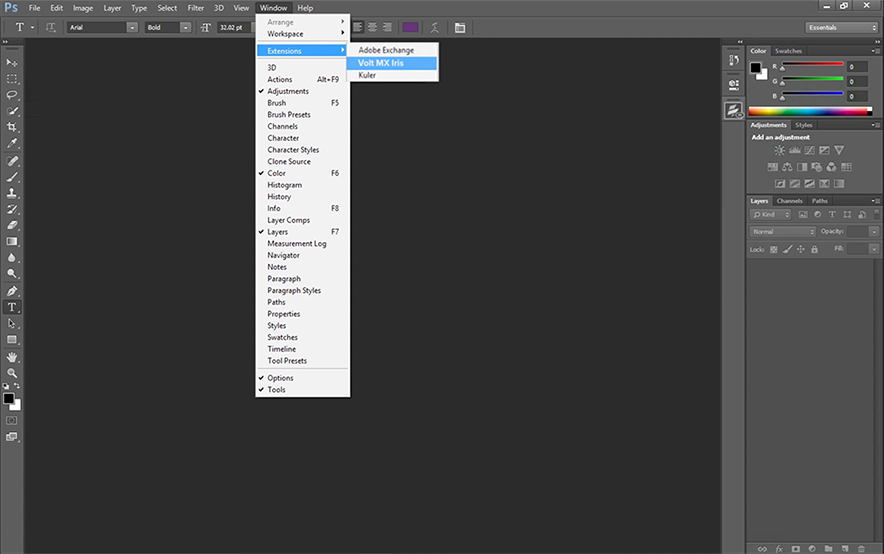 Ps File Edit Image Layer Type Select Filter 3D View Window Help
T Arial Bold 32.02 pt Essentials
Arrange
Workspace
Extensions
Adobe Exchange
Volt MX Iris
Kuler
3D
Actions Alt+F9
Adjustments
Brush F5
Brush Presets
Channels
Character
Character Styles
Clone Source
Color F6
Histogram
History
Info F8
Layer Comps
Layers F7
Measurement Log
Navigator
Notes
Paragraph
Paragraph Styles
Paths
Properties
Styles
Swatches
Timeline
Tool Presets
Options
Tools
Color Swatches
R 0
G 0
B 0
Adjustments Styles
Add an adjustment
Layers Channels Paths
Kind
Normal Opacity:
Lock: Fill:
fx